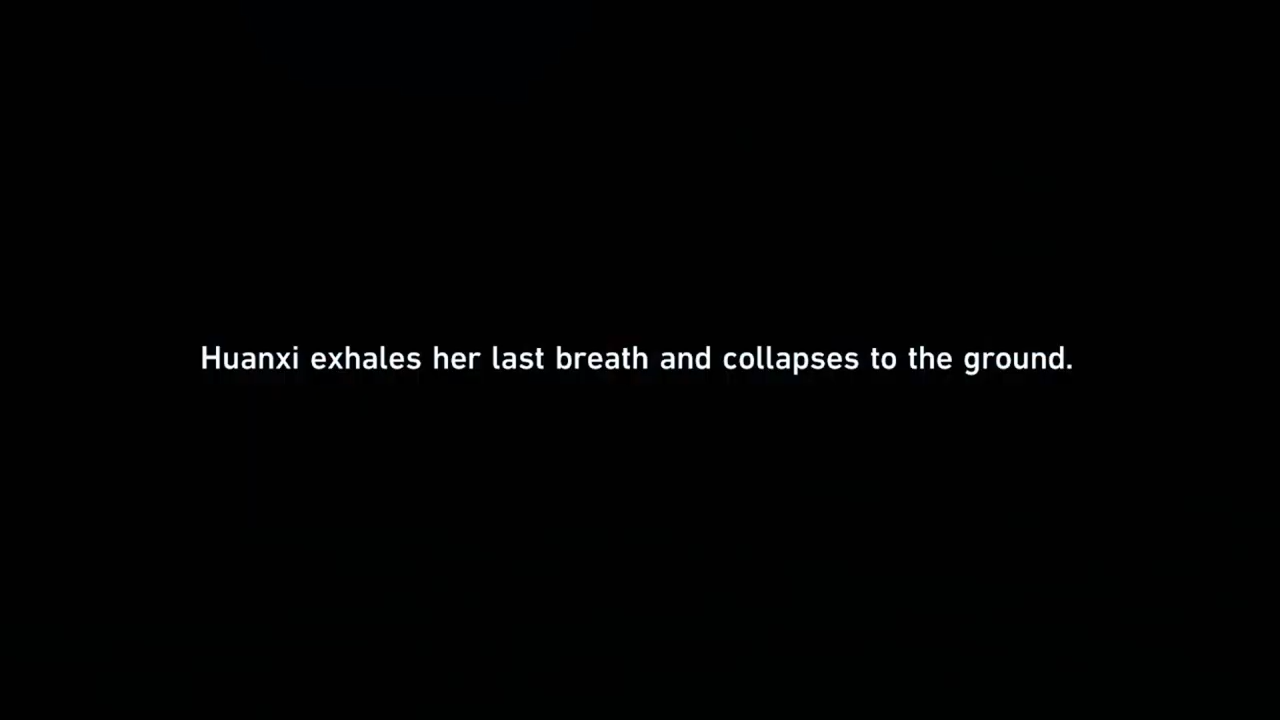 Huanxi exhales her last breath and collapses to the ground.